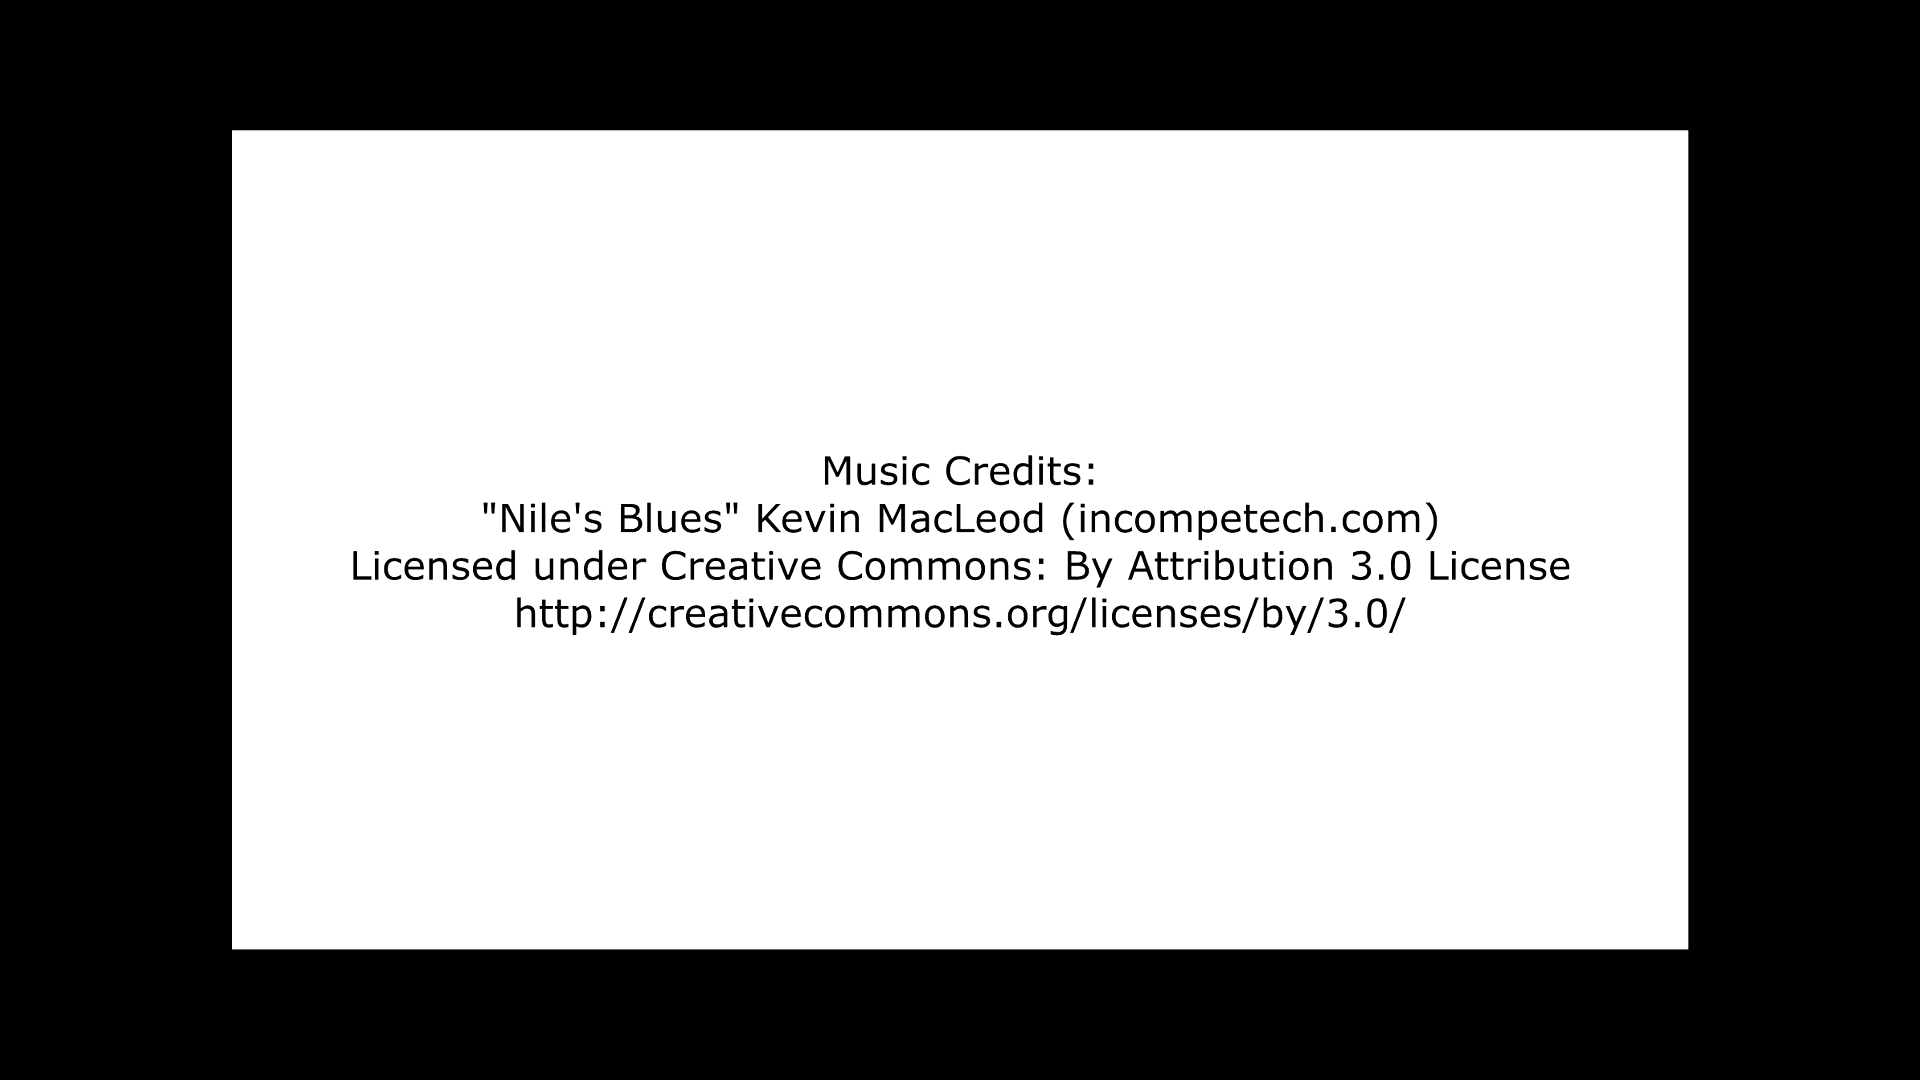 Music Credits:
"Nile's Blues" Kevin MacLeod (incompetech.com)
Licensed under Creative Commons: By Attribution 3.0 License
http://creativecommons.org/licenses/by/3.0/